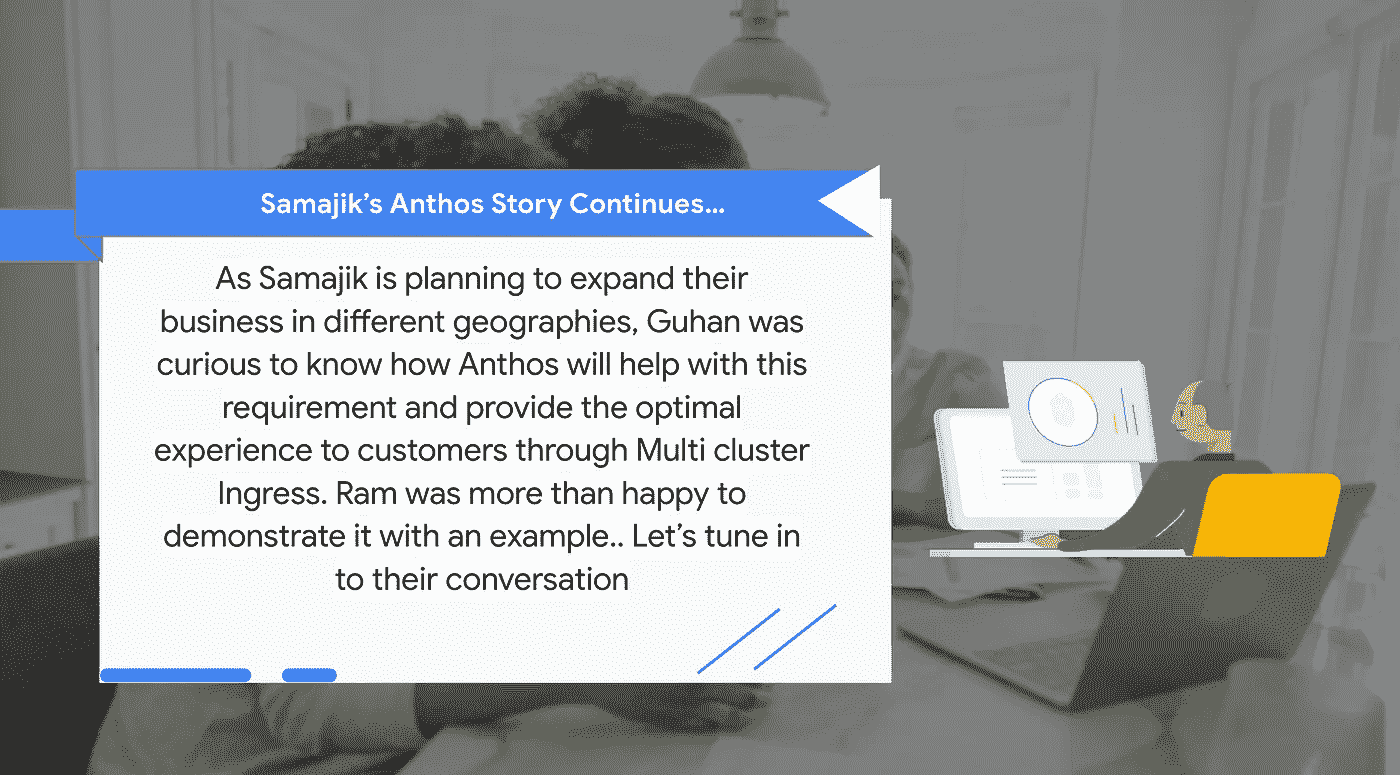 Samajik’s Anthos Story Continues...
As Samajik is planning to expand their
business in different geographies, Guhan was
curious to know how Anthos will help with this
requirement and provide the optimal
experience to customers through Multi cluster
Ingress. Ram was more than happy to
demonstrate it with an example.. Let’s tune in
to their conversation